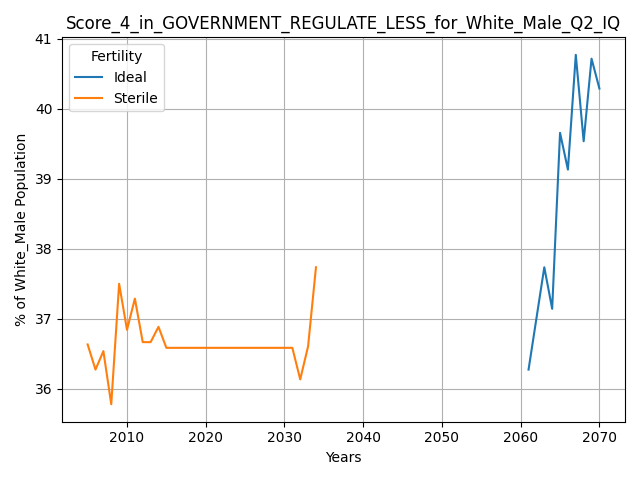 Score_4_in_GOVERNMENT_REGULATE_LESS_for_White_Male_Q2_IQ
Fertility
Ideal
Sterile
41
40
39
38
37
36
% of White_Male Population
2010 2020 2030 2040 2050 2060 2070
Years